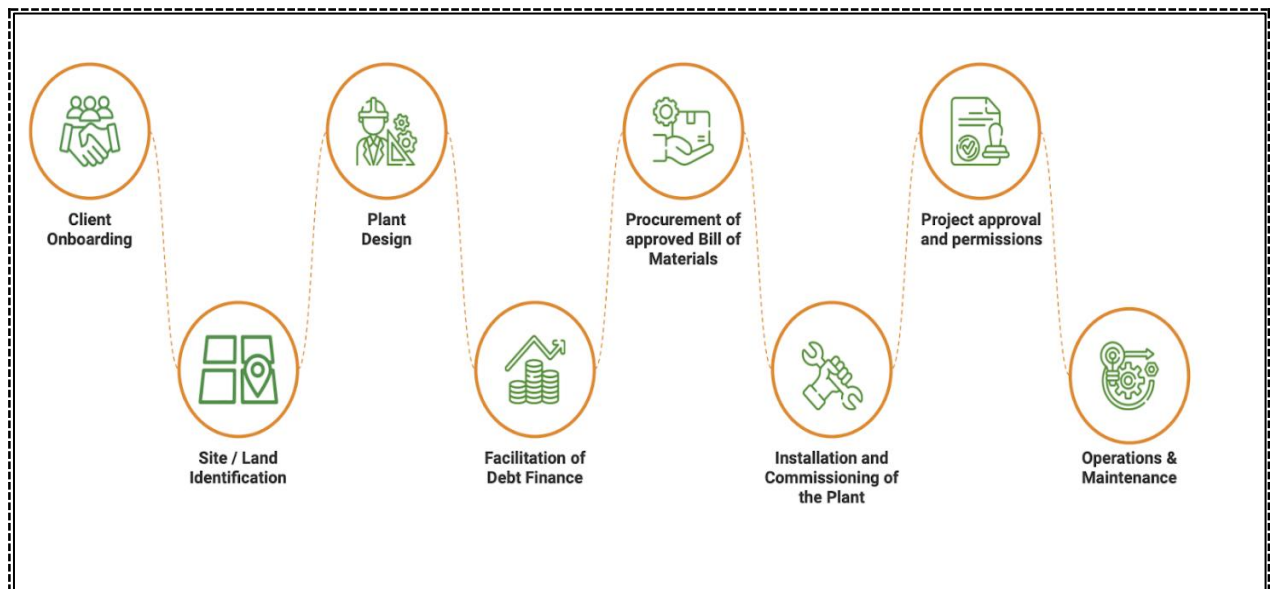 Client
Onboarding
Site / Land
Identification
Plant
Design
Facilitation of
Debt Finance
Procurement of
approved Bill of
Materials
Installation and
Commissioning of
the Plant
Project approval
and permissions
Operations &
Maintenance